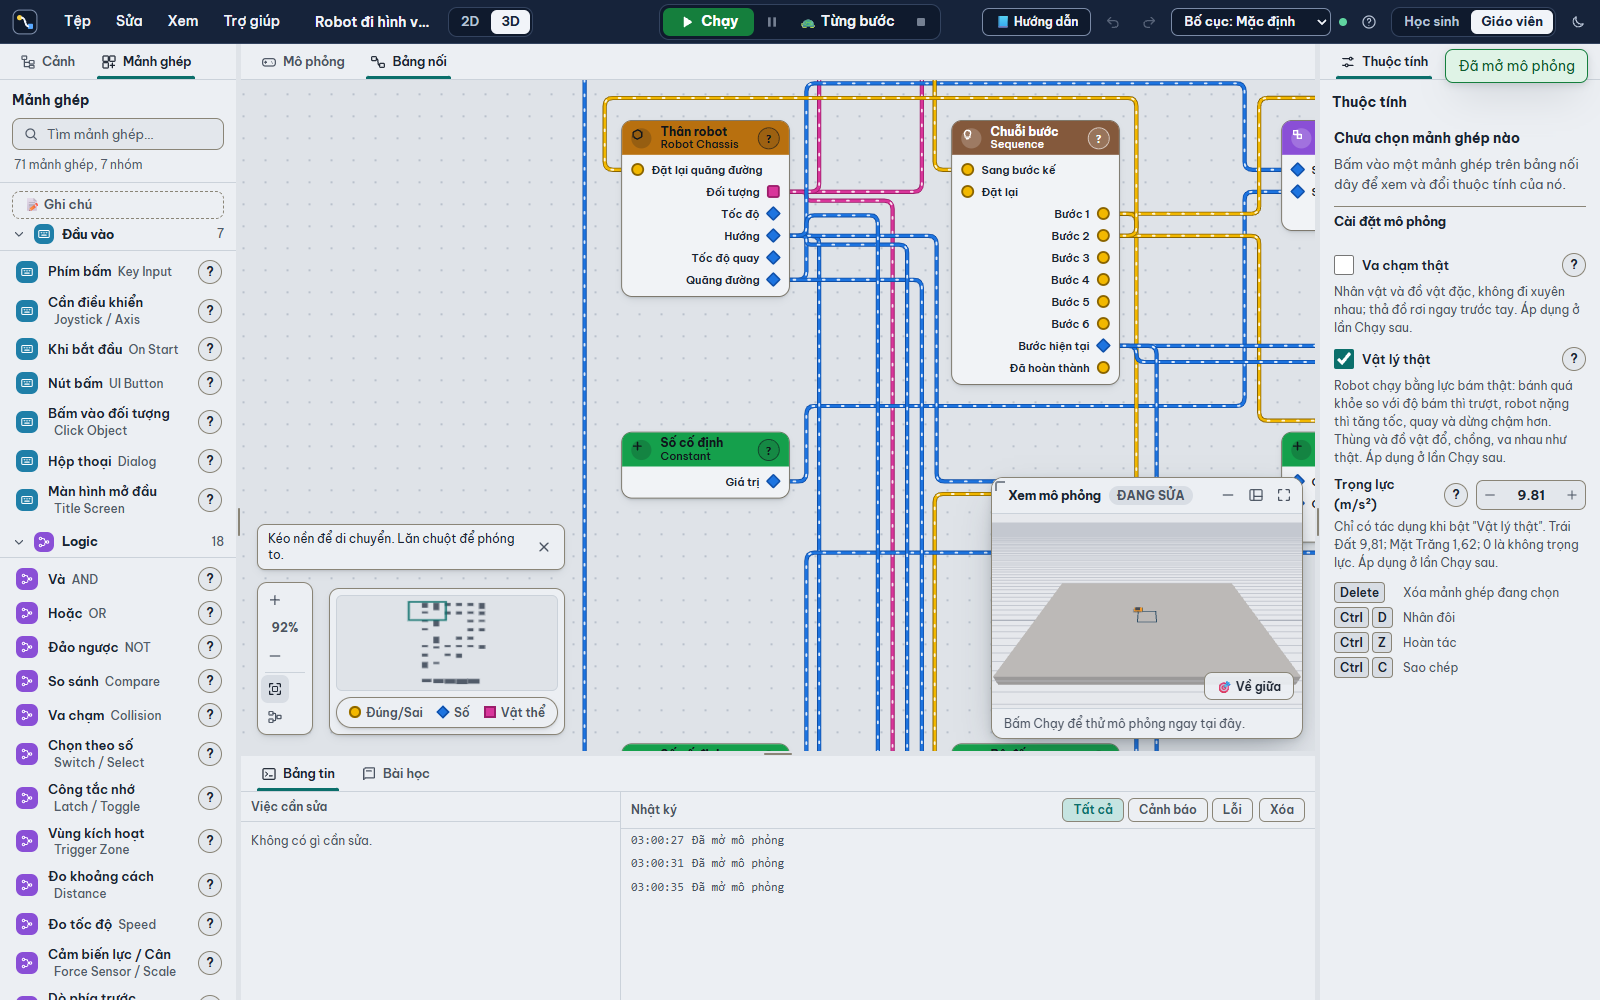 Tệp
Sửa
Xem
Trợ giúp
Robot đi hình v...
2D
3D
Chạy
Từng bước
Hướng dẫn
Bố cục: Mặc định
Học sinh
Giáo viên
Cảnh
Mảnh ghép
Mảnh ghép
Tìm mảnh ghép...
71 mảnh ghép, 7 nhóm
Ghi chú
Đầu vào 7
Phím bấm Key Input ?
Cần điều khiển
Joystick / Axis ?
Khi bắt đầu On Start ?
Nút bấm UI Button ?
Bấm vào đối tượng
Click Object ?
Hộp thoại Dialog ?
Màn hình mở đầu
Title Screen ?
Logic 18
Và AND ?
Hoặc OR ?
Đảo ngược NOT ?
So sánh Compare ?
Va chạm Collision ?
Chọn theo số
Switch / Select ?
Công tắc nhớ
Latch / Toggle ?
Vùng kích hoạt
Trigger Zone ?
Đo khoảng cách
Distance ?
Đo tốc độ Speed ?
Cảm biến lực / Cân
Force Sensor / Scale ?
Dò phía trước
Mô phỏng
Bảng nối
Thân robot
Robot Chassis
?
Đặt lại quãng đường
Đối tượng
Tốc độ
Hướng
Tốc độ quay
Quãng đường
Chuỗi bước
Sequence
?
Sang bước kế
Đặt lại
Bước 1
Bước 2
Bước 3
Bước 4
Bước 5
Bước 6
Bước hiện tại
Đã hoàn thành
Số cố định
Constant
?
Giá trị
Kéo nền để di chuyển. Lăn chuột để phóng
to.
92%
Đúng/Sai
Số
Vật thể
Xem mô phỏng
ĐANG SỬA
Về giữa
Bấm Chạy để thử mô phỏng ngay tại đây.
Bảng tin
Bài học
Việc cần sửa
Không có gì cần sửa.
Nhật ký
Tất cả
Cảnh báo
Lỗi
Xóa
03:00:27 Đã mở mô phỏng
03:00:31 Đã mở mô phỏng
03:00:35 Đã mở mô phỏng
Thuộc tính
Đã mở mô phỏng
Thuộc tính
Chưa chọn mảnh ghép nào
Bấm vào một mảnh ghép trên bảng nối
dây để xem và đổi thuộc tính của nó.
Cài đặt mô phỏng
Va chạm thật ?
Nhân vật và đồ vật đặc, không đi xuyên
nhau; thả đồ rơi ngay trước tay. Áp dụng ở
lần Chạy sau.
Vật lý thật ?
Robot chạy bằng lực bám thật: bánh quá
khỏe so với độ bám thì trượt, robot nặng
thì tăng tốc, quay và dừng chậm hơn.
Thùng và đồ vật đổ, chồng, va nhau như
thật. Áp dụng ở lần Chạy sau.
Trọng lực
(m/s²)
?
9.81
Chỉ có tác dụng khi bật "Vật lý thật". Trái
Đất 9,81; Mặt Trăng 1,62; 0 là không trọng
lực. Áp dụng ở lần Chạy sau.
Delete Xóa mảnh ghép đang chọn
Ctrl D Nhân đôi
Ctrl Z Hoàn tác
Ctrl C Sao chép